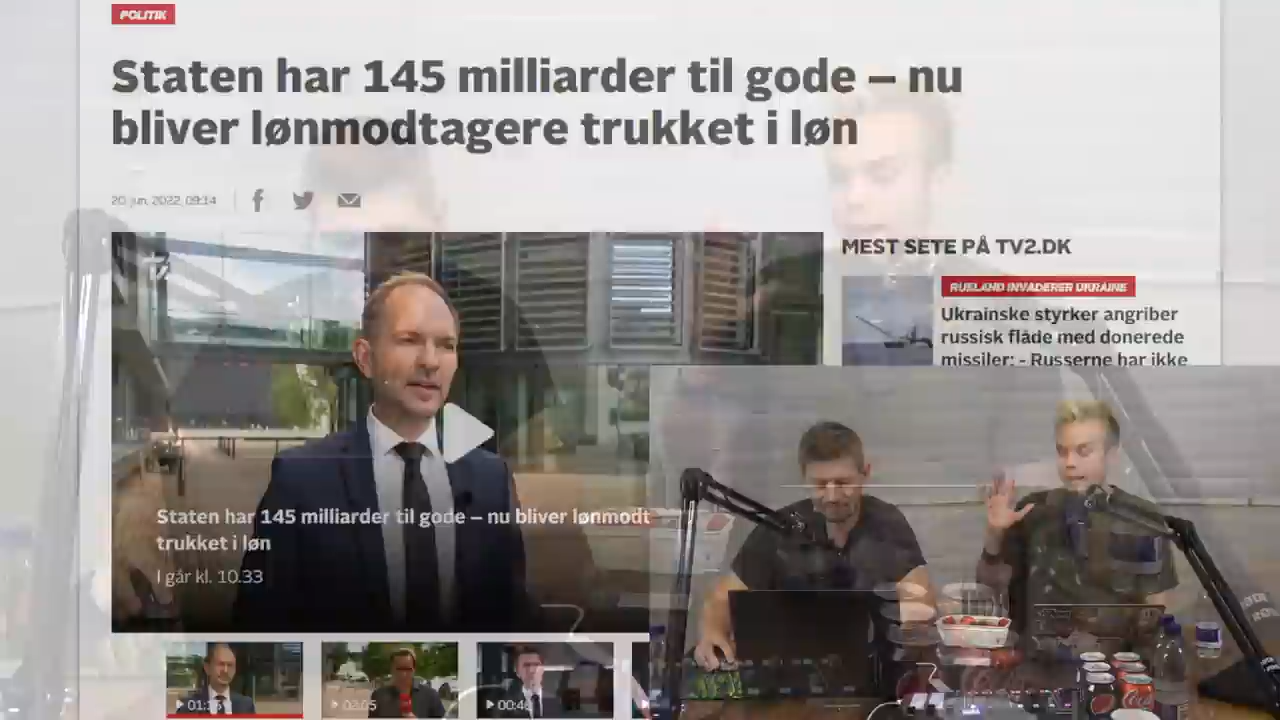 POLITIK
Staten har 145 milliarder til gode – nu
bliver lønmodtagere trukket i løn
20. jun. 2022, 09:14
MEST SETE PÅ TV2.DK
RUSLAND INVADERER UKRAINE
Ukrainske styrker angriber
russisk flåde med donerede
missiler: - Russerne har ikke
Staten har 145 milliarder til gode – nu bliver lønmodt
trukket i løn
I går kl. 10.33
02:05